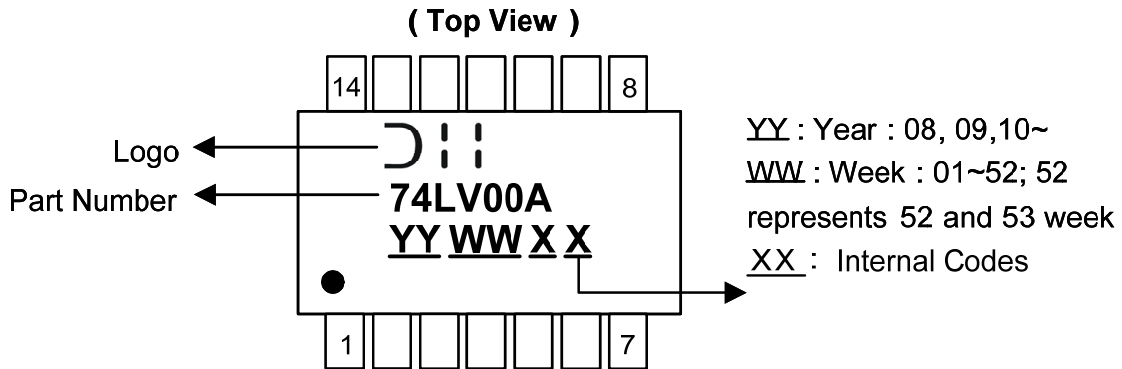 ( Top View )
14
8
Logo
Part Number
74LV00A
YY WW X X
1
7
YY : Year : 08, 09,10~
WW : Week : 01~52; 52
represents 52 and 53 week
XX : Internal Codes